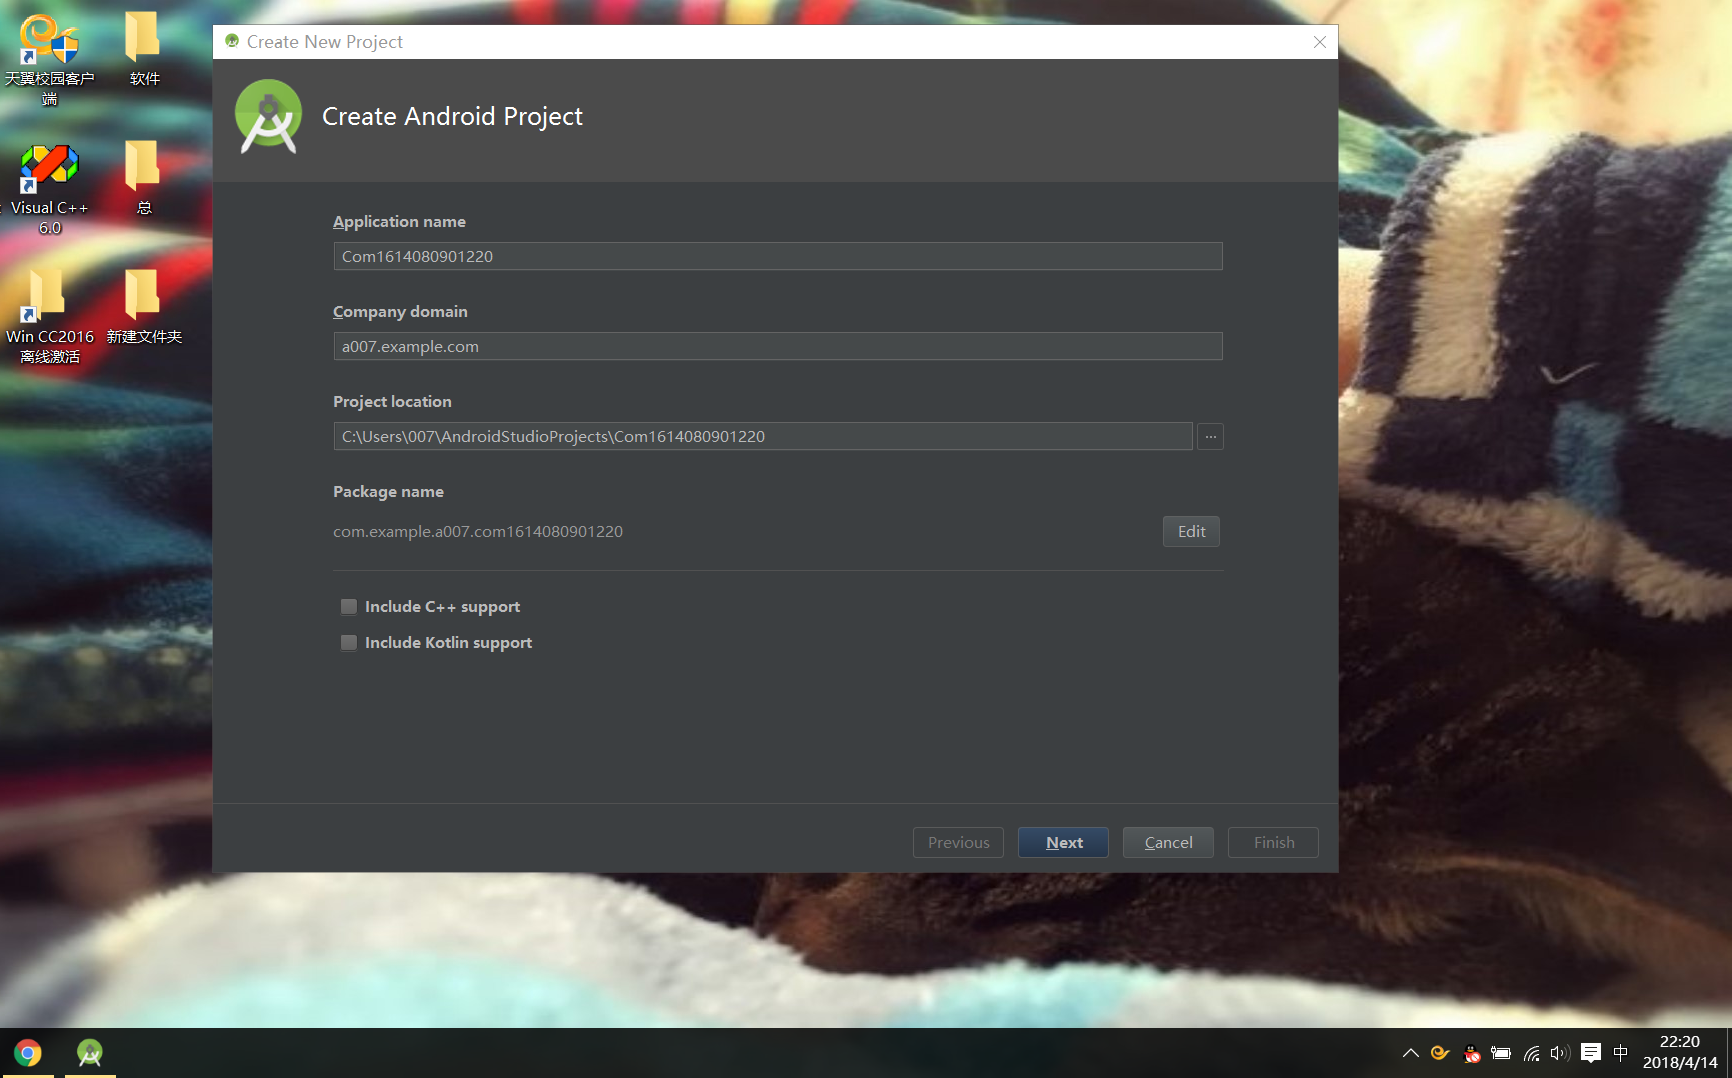 天翼校园客户
端
软件
Visual C++
6.0
总
Win CC2016
离线激活
新建文件夹
Create New Project
Create Android Project
Application name
Com1614080901220
Company domain
a007.example.com
Project location
C:\Users\007\AndroidStudioProjects\Com1614080901220
...
Package name
com.example.a007.com1614080901220
Edit
Include C++ support
Include Kotlin support
Previous
Next
Cancel
Finish
中
22:20
2018/4/14